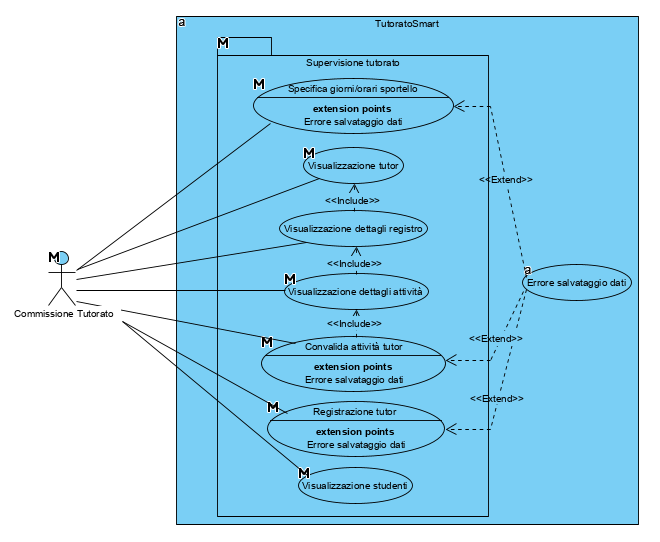 a
TutoratoSmart
M
Supervisione tutorato
M
Specifica giorni/orari sportello
extension points
Errore salvataggio dati
M
Visualizzazione tutor
<<Extend>>
<<Include>>
Visualizzazione dettagli registro
M
<<Include>>
a
M
Visualizzazione dettagli attività
Errore salvataggio dati
Commissione Tutorato
<<Include>>
M
Convalida attività tutor
<<Extend>>
extension points
Errore salvataggio dati
<<Extend>>
M
Registrazione tutor
extension points
Errore salvataggio dati
M
Visualizzazione studenti